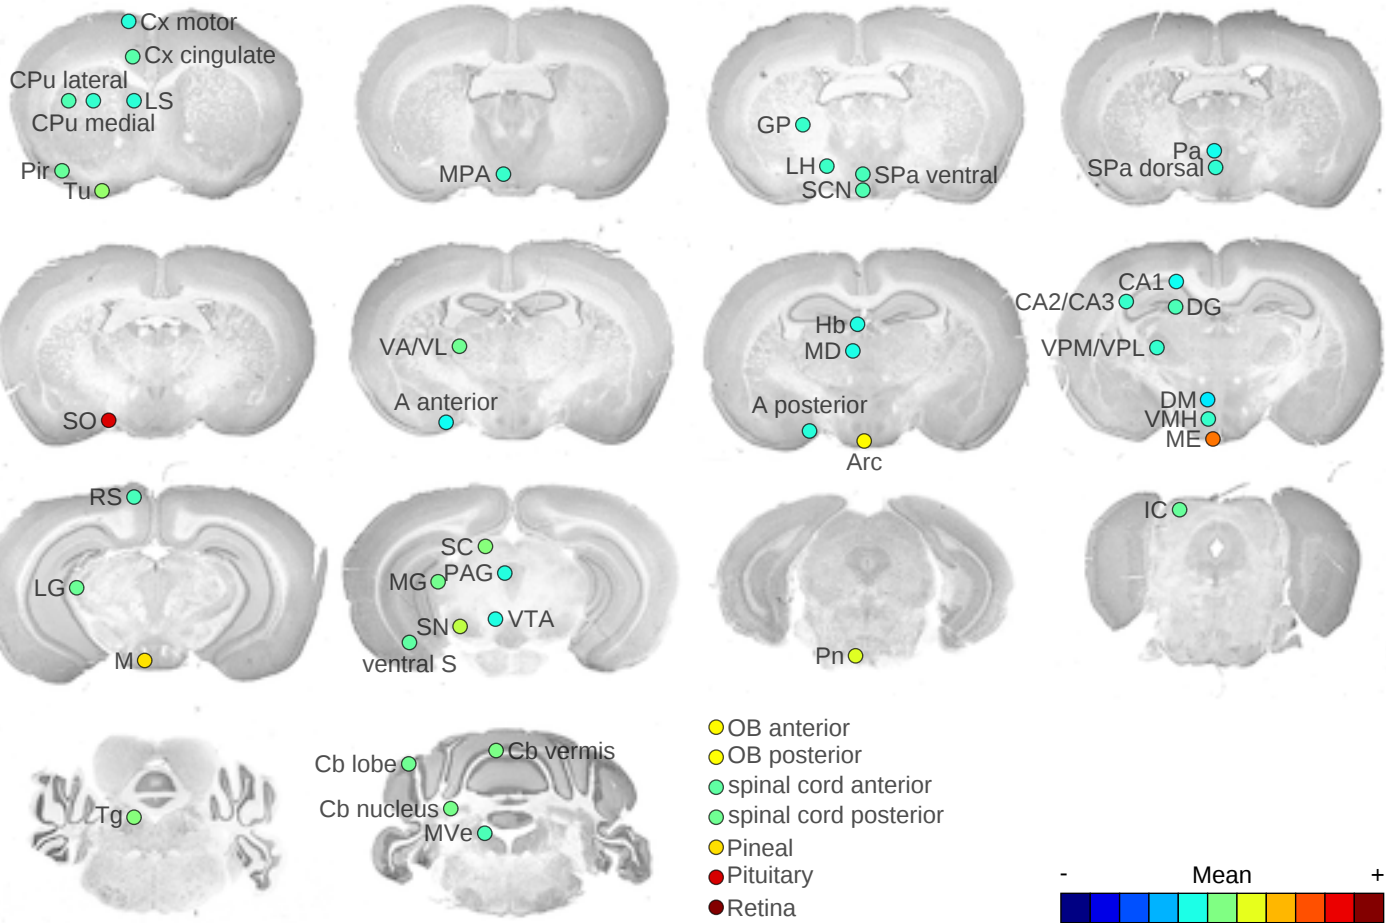 Cx motor
Cx cingulate
CPu lateral
LS
CPu medial
Pir
Tu
MPA
GP
LH
SPa ventral
SCN
Pa
SPa dorsal
SO
VA/VL
A anterior
Hb
MD
A posterior
Arc
CA1
CA2/CA3
DG
VPM/VPL
DM
VMH
ME
RS
LG
M
SC
MG
PAG
SN
VTA
ventral S
Pn
IC
Tg
Cb lobe
Cb vermis
Cb nucleus
MVe
OB anterior
OB posterior
spinal cord anterior
spinal cord posterior
Pineal
Pituitary
Retina
- Mean +